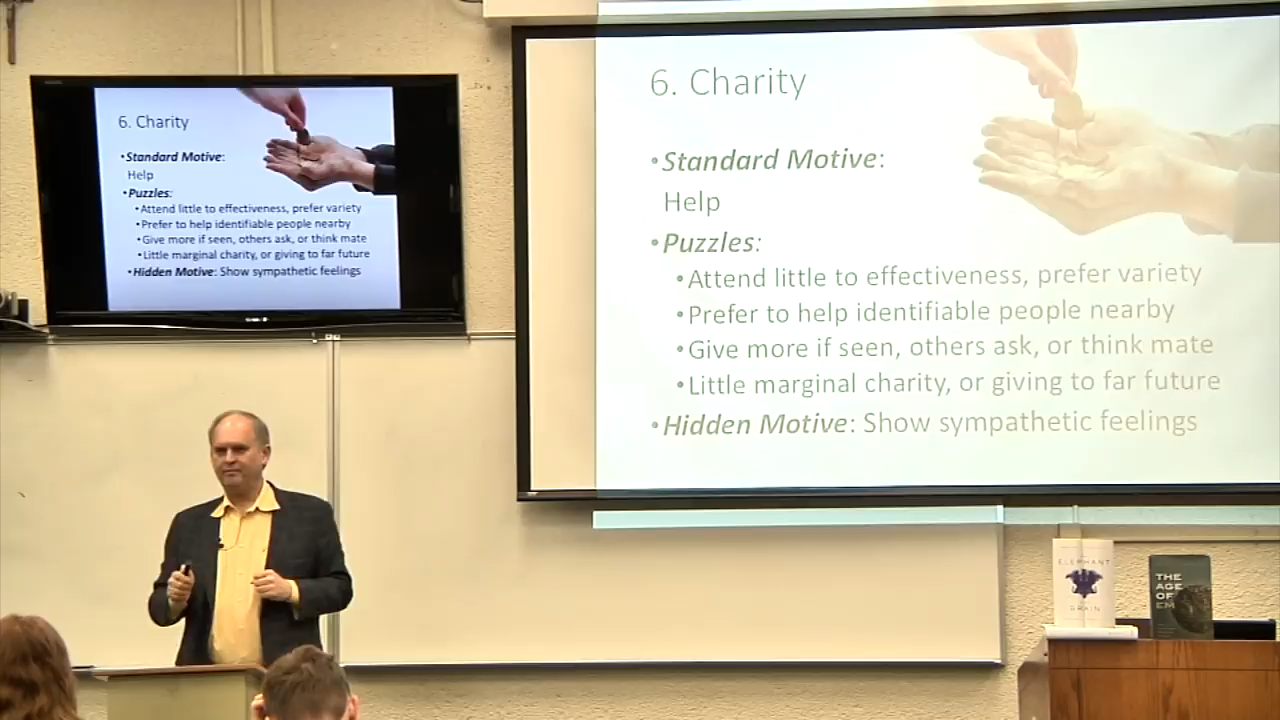 6. Charity
•Standard Motive:
Help
•Puzzles:
•Attend little to effectiveness, prefer variety
•Prefer to help identifiable people nearby
•Give more if seen, others ask, or think mate
•Little marginal charity, or giving to far future
•Hidden Motive: Show sympathetic feelings
6. Charity
•Standard Motive:
Help
•Puzzles:
•Attend little to effectiveness, prefer variety
•Prefer to help identifiable people nearby
•Give more if seen, others ask, or think mate
•Little marginal charity, or giving to far future
•Hidden Motive: Show sympathetic feelings
ELEPHANT
BRAIN
THE
AGE
OF
EM